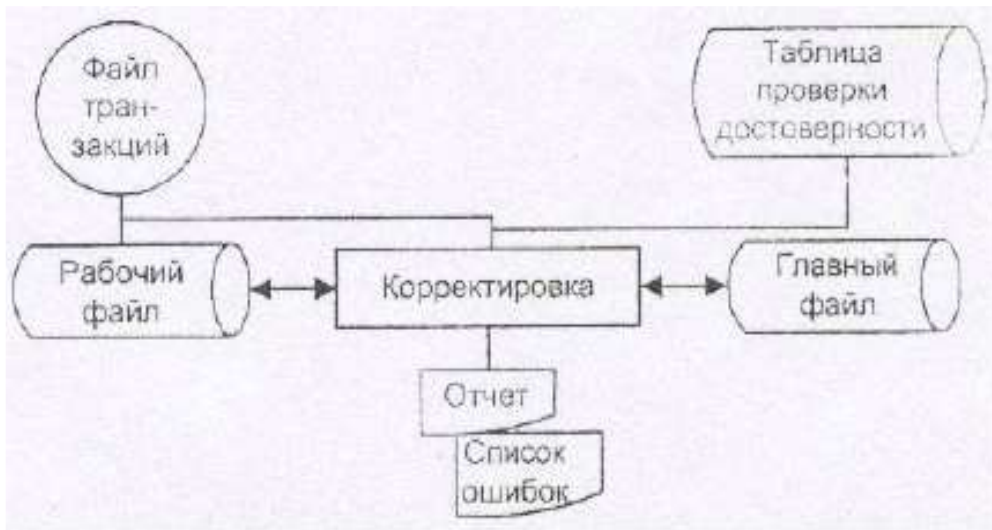 Файл
тран-
закций
Таблица
проверки
достоверности
Рабочий
файл
Корректировка
Главный
файл
Отчет
Список
ошибок